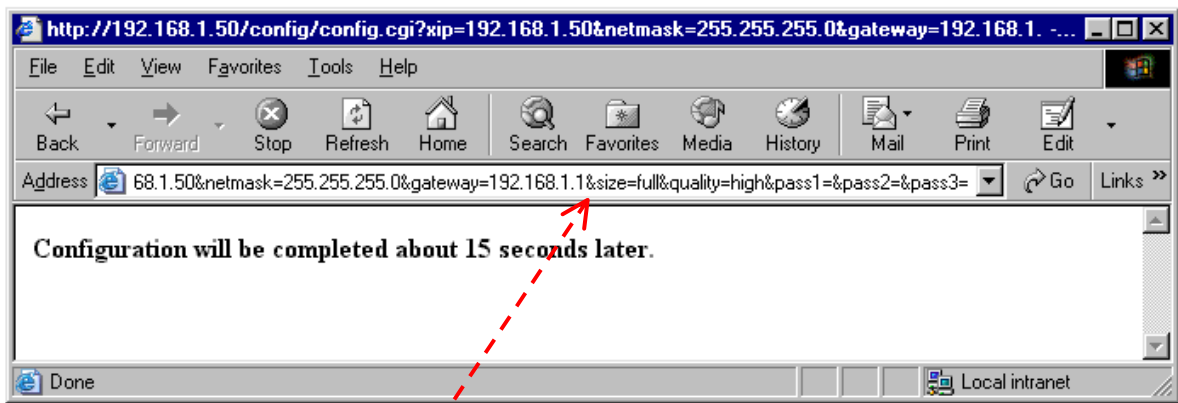 http://192.168.1.50/config/config.cgi?xip=192.168.1.50&netmask=255.255.255.0&gateway=192.168.1. -...
File Edit View Favorites Tools Help
Back Forward Stop Refresh Home Search Favorites Media History Mail Print Edit
Address 68.1.50&netmask=255.255.255.0&gateway=192.168.1.1&size=full&quality=high&pass1=&pass2=&pass3= Go Links »
Configuration will be completed about 15 seconds later.
Done Local intranet